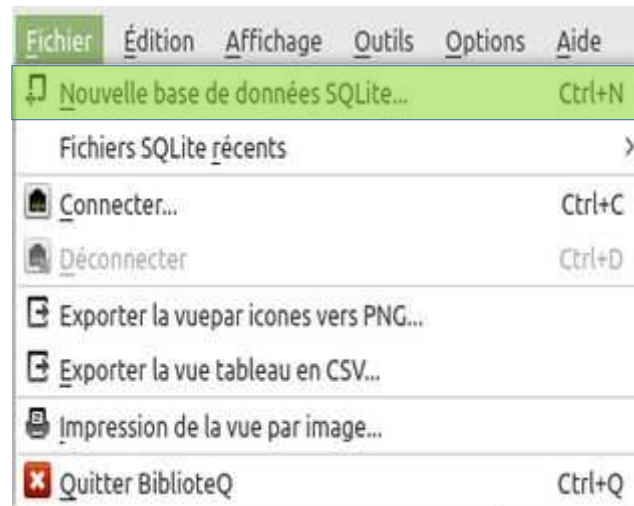 Fichier Édition Affichage Outils Options Aide
Nouvelle base de données SQLite... Ctrl+N
Fichiers SQLite récents
Connecter... Ctrl+C
Déconnecter Ctrl+D
Exporter la vuepar icones vers PNG...
Exporter la vue tableau en CSV...
Impression de la vue par image...
Quitter BiblioteQ Ctrl+Q